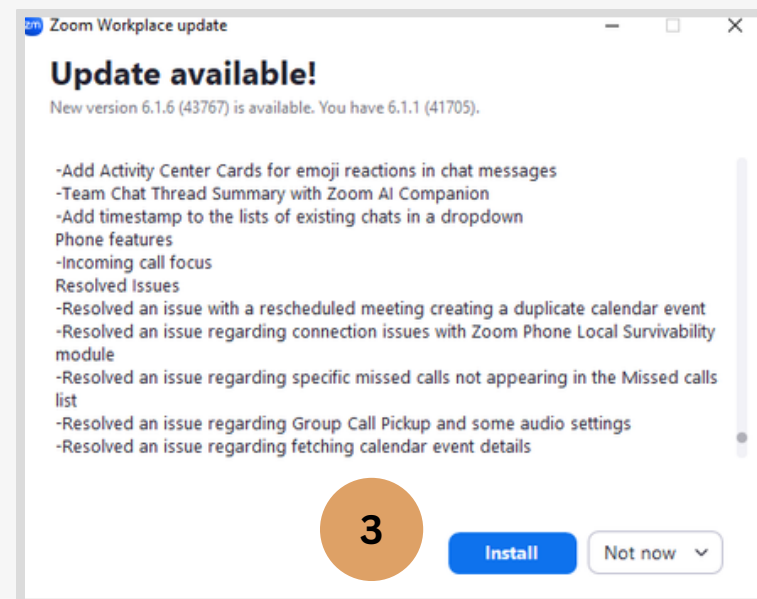 zm Zoom Workplace update
Update available!
New version 6.1.6 (43767) is available. You have 6.1.1 (41705).
-Add Activity Center Cards for emoji reactions in chat messages
-Team Chat Thread Summary with Zoom AI Companion
-Add timestamp to the lists of existing chats in a dropdown
Phone features
-Incoming call focus
Resolved Issues
-Resolved an issue with a rescheduled meeting creating a duplicate calendar event
-Resolved an issue regarding connection issues with Zoom Phone Local Survivability
module
-Resolved an issue regarding specific missed calls not appearing in the Missed calls
list
-Resolved an issue regarding Group Call Pickup and some audio settings
-Resolved an issue regarding fetching calendar event details
3
Install
Not now